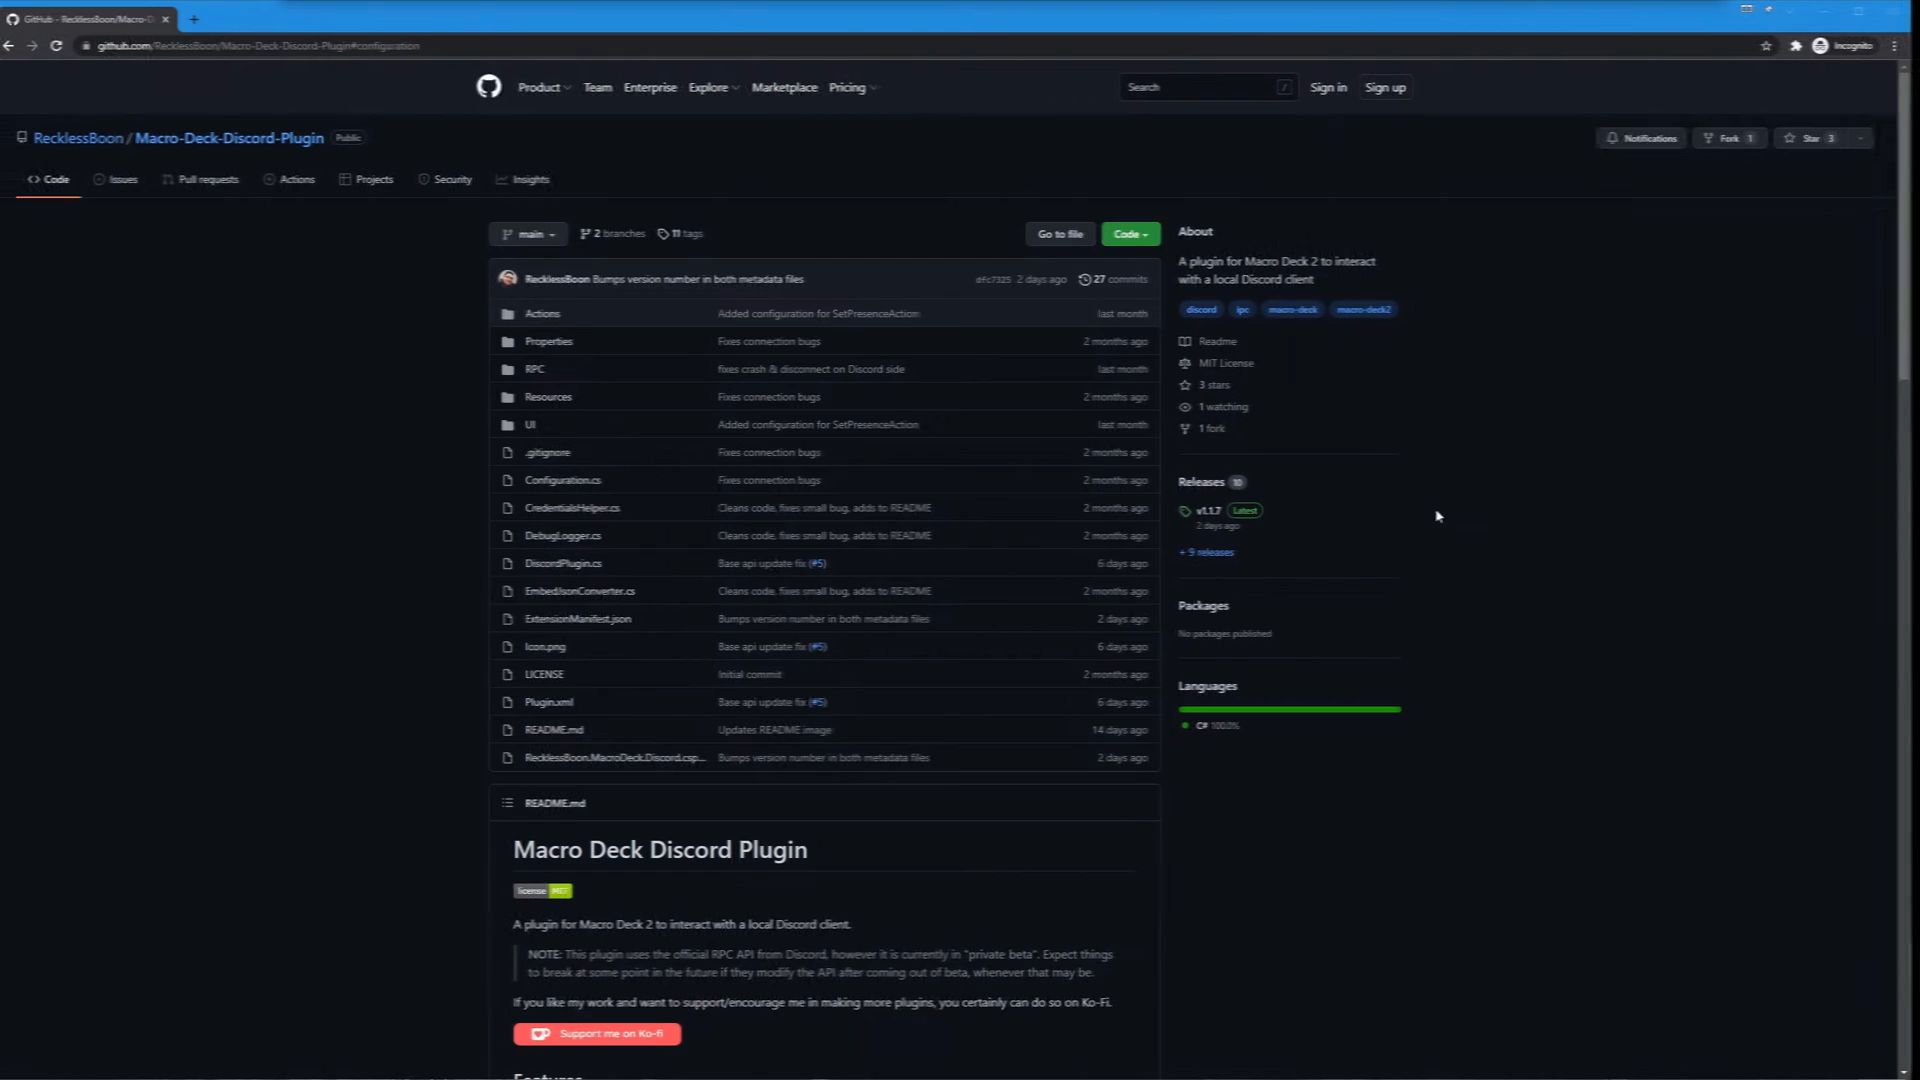 GitHub - RecklessBoon/Macro-D
github.com/RecklessBoon/Macro-Deck-Discord-Plugin#configuration
Incognito
Product
Team
Enterprise
Explore
Marketplace
Pricing
Search
/
Sign in
Sign up
RecklessBoon / Macro-Deck-Discord-Plugin
Public
Notifications
Fork 1
Star 3
Code
Issues
Pull requests
Actions
Projects
Security
Insights
main
2 branches
11 tags
Go to file
Code
RecklessBoon Bumps version number in both metadata files
dfc7325 2 days ago
27 commits
Actions Added configuration for SetPresenceAction last month
Properties Fixes connection bugs 2 months ago
RPC fixes crash & disconnect on Discord side last month
Resources Fixes connection bugs 2 months ago
UI Added configuration for SetPresenceAction last month
.gitignore Fixes connection bugs 2 months ago
Configuration.cs Fixes connection bugs 2 months ago
CredentialsHelper.cs Cleans code, fixes small bug, adds to README 2 months ago
DebugLogger.cs Cleans code, fixes small bug, adds to README 2 months ago
DiscordPlugin.cs Base api update fix (#5) 6 days ago
EmbedJsonConverter.cs Cleans code, fixes small bug, adds to README 2 months ago
ExtensionManifest.json Bumps version number in both metadata files 2 days ago
Icon.png Base api update fix (#5) 6 days ago
LICENSE Initial commit 2 months ago
Plugin.xml Base api update fix (#5) 6 days ago
README.md Updates README image 14 days ago
RecklessBoon.MacroDeck.Discord.csp... Bumps version number in both metadata files 2 days ago
README.md
Macro Deck Discord Plugin
license MIT
A plugin for Macro Deck 2 to interact with a local Discord client.
NOTE: This plugin uses the official RPC API from Discord, however it is currently in "private beta". Expect things
to break at some point in the future if they modify the API after coming out of beta, whenever that may be.
If you like my work and want to support/encourage me in making more plugins, you certainly can do so on Ko-Fi.
Support me on Ko-fi
Features
About
A plugin for Macro Deck 2 to interact
with a local Discord client
discord
ipc
macro-deck
macro-deck2
Readme
MIT License
3 stars
1 watching
1 fork
Releases 10
v1.1.7 Latest
2 days ago
+ 9 releases
Packages
No packages published
Languages
C# 100.0%